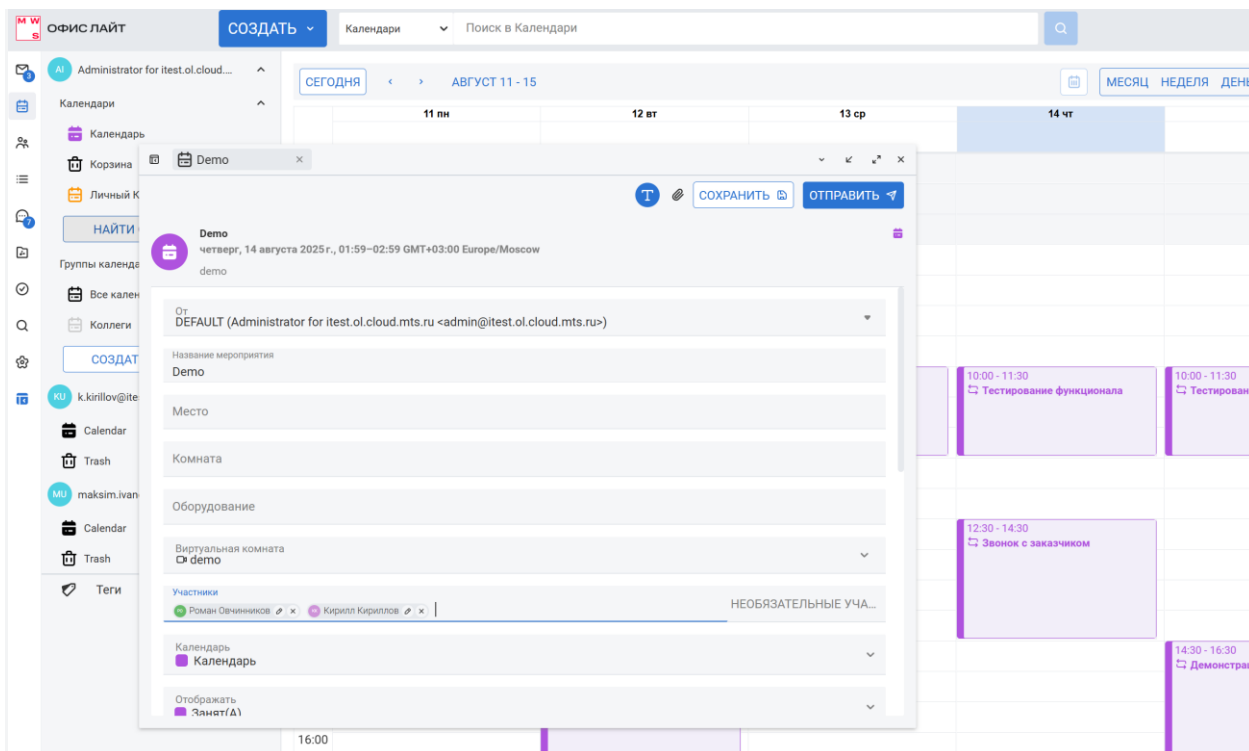 M W S ОФИС ЛАЙТ
СОЗДАТЬ
Календари
Поиск в Календари
3
AI Administrator for itest.ol.cloud....
СЕГОДНЯ
АВГУСТ 11 - 15
МЕСЯЦ НЕДЕЛЯ ДЕНЬ
Календари
11 пн
12 вт
13 ср
14 чт
Календарь
Корзина
Личный К
НАЙТИ
7
Группы календа
Все кален
Коллеги
СОЗДАТ
KU k.kirillov@ite
Calendar
Trash
MU maksim.ivan
Calendar
Trash
Теги
Demo
T
СОХРАНИТЬ
ОТПРАВИТЬ
Demo
четверг, 14 августа 2025 г., 01:59–02:59 GMT+03:00 Europe/Moscow
demo
От
DEFAULT (Administrator for itest.ol.cloud.mts.ru <admin@itest.ol.cloud.mts.ru>)
Название мероприятия
Demo
Место
Комната
Оборудование
Виртуальная комната
demo
Участники
Роман Овчинников
Кирилл Кириллов
НЕОБЯЗАТЕЛЬНЫЕ УЧА...
Календарь
Календарь
Отображать
Занят(А)
10:00 - 11:30
Тестирование функционала
10:00 - 11:30
Тестирован
12:30 - 14:30
Звонок с заказчиком
14:30 - 16:30
Демонстрац
16:00